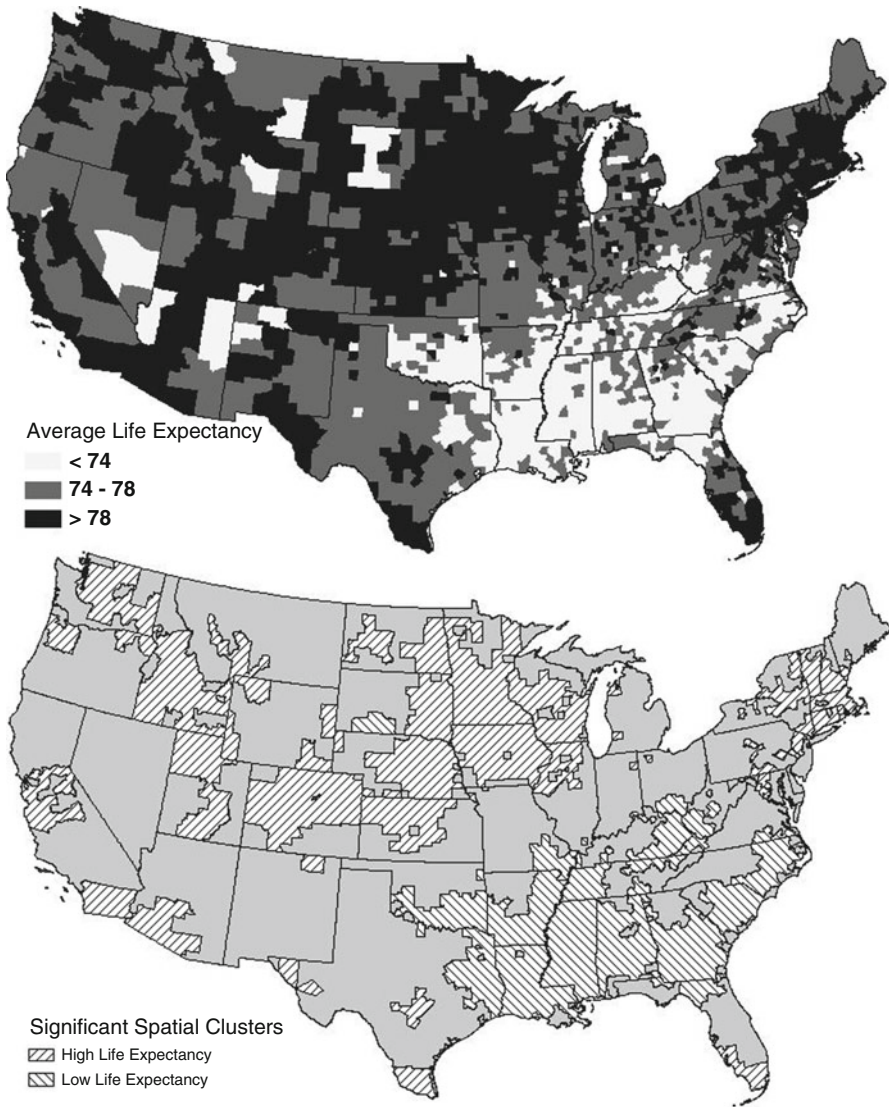 Average Life Expectancy
< 74
74 - 78
> 78
Significant Spatial Clusters
High Life Expectancy
Low Life Expectancy